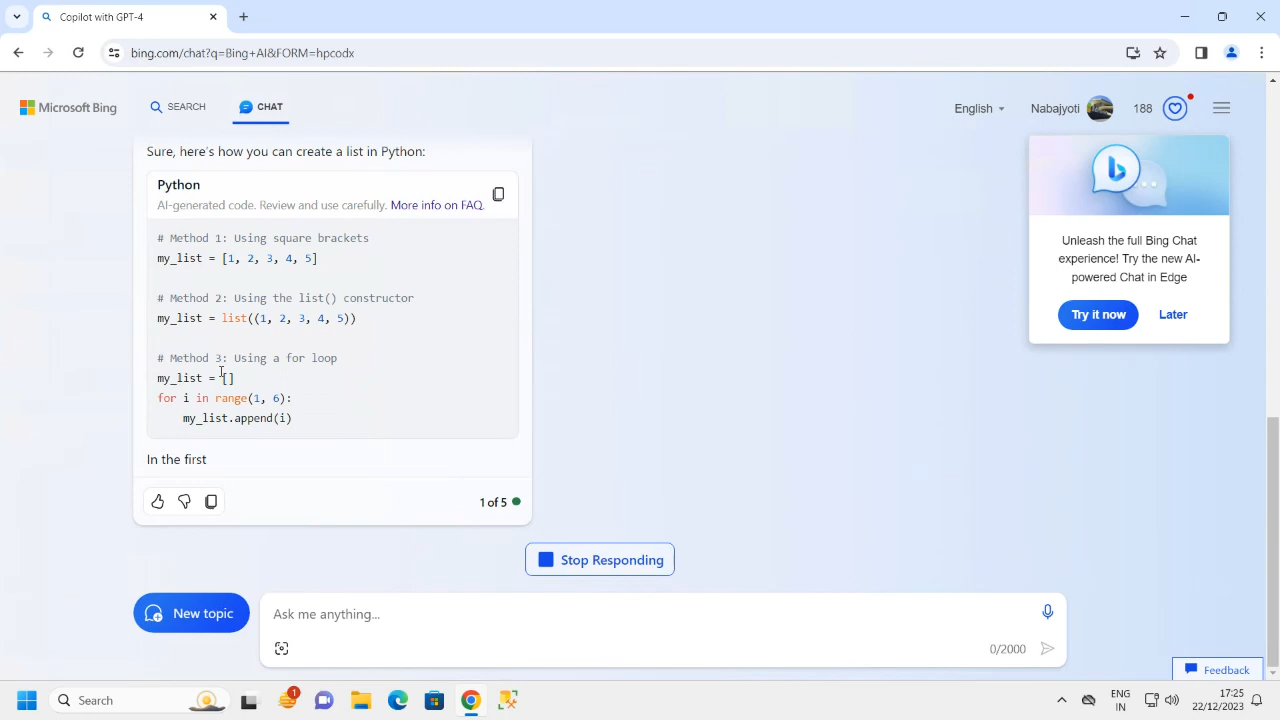 Copilot with GPT-4
bing.com/chat?q=Bing+AI&FORM=hpcodx
Microsoft Bing
SEARCH
CHAT
English
Nabajyoti
188
Sure, here's how you can create a list in Python:
Python
AI-generated code. Review and use carefully. More info on FAQ.
# Method 1: Using square brackets
my_list = [1, 2, 3, 4, 5]
# Method 2: Using the list() constructor
my_list = list((1, 2, 3, 4, 5))
# Method 3: Using a for loop
my_list = []
for i in range(1, 6):
my_list.append(i)
In the first
1 of 5
Unleash the full Bing Chat
experience! Try the new AI-
powered Chat in Edge
Try it now
Later
Stop Responding
New topic
Ask me anything...
0/2000
Feedback
Search
1
ENG
IN
17:25
22/12/2023